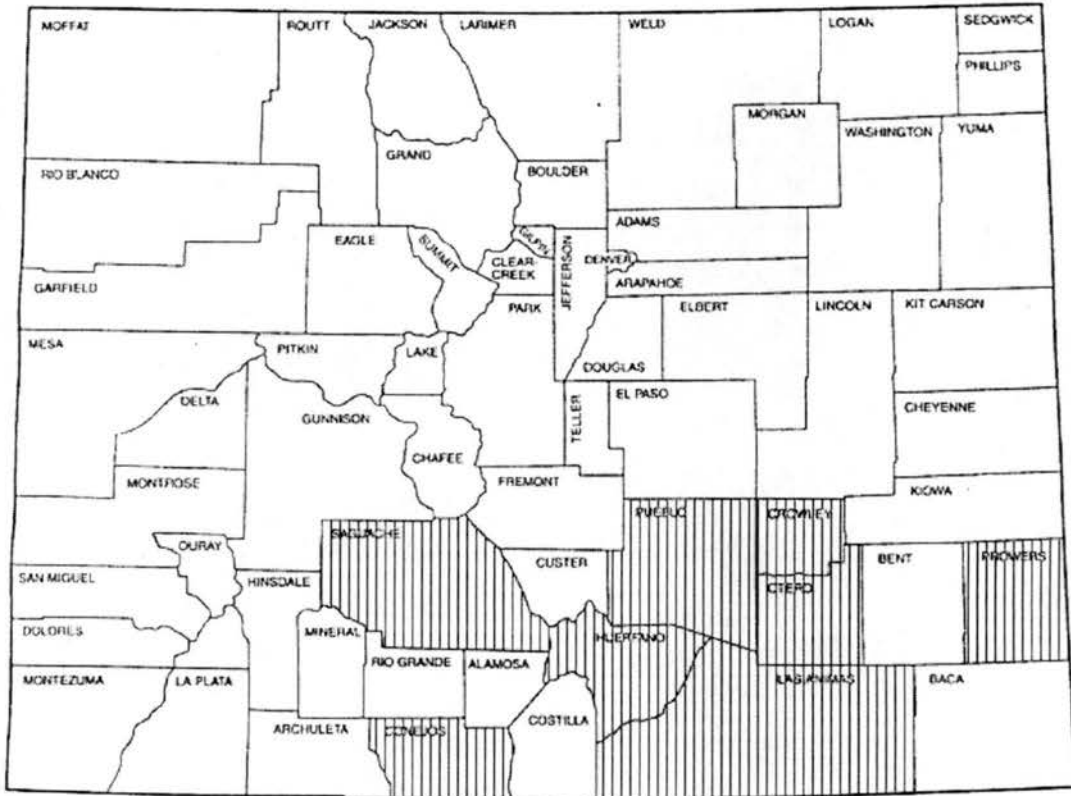 MOFFAT
ROUTT
JACKSON
LARIMER
WELD
LOGAN
SEDGWICK
PHILLIPS
MORGAN
WASHINGTON
YUMA
GRAND
RIO BLANCO
BOULDER
ADAMS
EAGLE
SUMMIT
GILPIN
CLEAR-
CREEK
JEFFERSON
DENVER
ARAPAHOE
GARFIELD
PARK
ELBERT
LINCOLN
KIT CARSON
MESA
PITKIN
LAKE
DOUGLAS
DELTA
GUNNISON
TELLER
EL PASO
CHEYENNE
CHAFEE
MONTROSE
FREMONT
KIOWA
PUEBLO
CROWLEY
OURAY
SAGUACHE
SAN MIGUEL
HINSDALE
CUSTER
OTERO
BENT
PROWERS
DOLORES
MINERAL
HUERFANO
RIO GRANDE
ALAMOSA
MONTEZUMA
LA PLATA
LAS ANIMAS
BACA
ARCHULETA
CONEJOS
COSTILLA